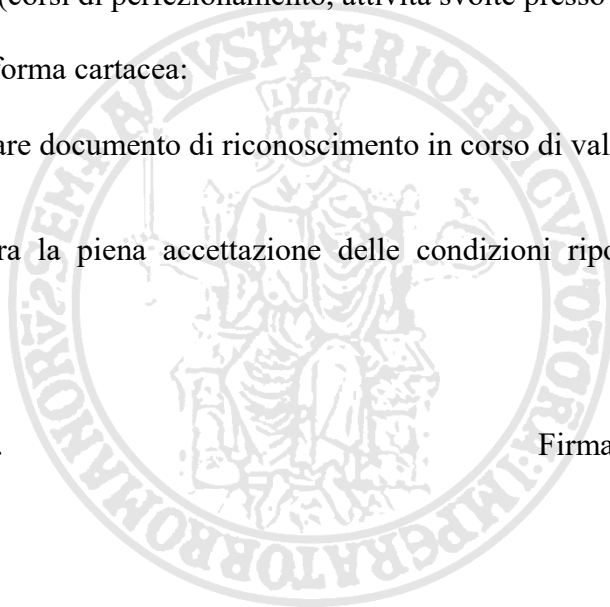 (corsi di perfezionamento, attività svolte presso
forma cartacea:
are documento di riconoscimento in corso di val
ra la piena accettazione delle condizioni ripo
. Firma
IMPERATORROMANORV